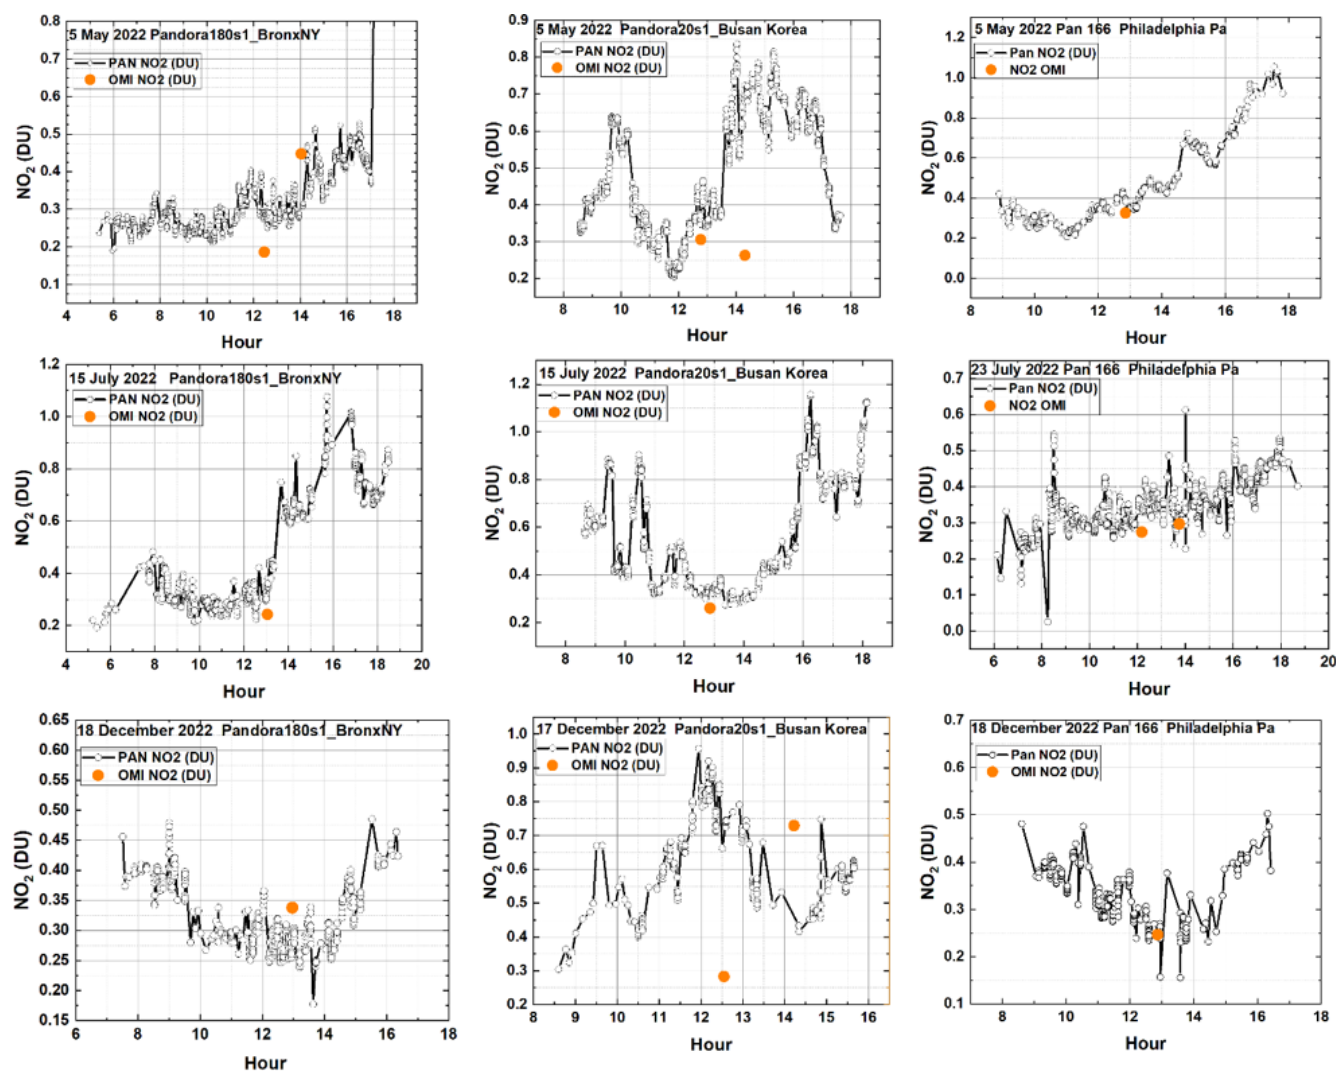 5 May 2022 Pandora180s1_BronxNY
PAN NO2 (DU)
OMI NO2 (DU)
NO2 (DU)
0.8
0.7
0.6
0.5
0.4
0.3
0.2
0.1
4 6 8 10 12 14 16 18
Hour
5 May 2022 Pandora20s1_Busan Korea
PAN NO2 (DU)
OMI NO2 (DU)
NO2 (DU)
0.9
0.8
0.7
0.6
0.5
0.4
0.3
0.2
8 10 12 14 16 18
Hour
5 May 2022 Pan 166 Philadelphia Pa
Pan NO2 (DU)
NO2 OMI
NO2 (DU)
1.2
1.0
0.8
0.6
0.4
0.2
0.0
8 10 12 14 16 18
Hour
15 July 2022 Pandora180s1_BronxNY
PAN NO2 (DU)
OMI NO2 (DU)
NO2 (DU)
1.2
1.0
0.8
0.6
0.4
0.2
4 6 8 10 12 14 16 18 20
Hour
15 July 2022 Pandora20s1_Busan Korea
PAN NO2 (DU)
OMI NO2 (DU)
NO2 (DU)
1.2
1.0
0.8
0.6
0.4
0.2
8 10 12 14 16 18
Hour
23 July 2022 Pan 166 Philadelphia Pa
Pan NO2 (DU)
NO2 OMI
NO2 (DU)
0.7
0.6
0.5
0.4
0.3
0.2
0.1
0.0
6 8 10 12 14 16 18 20
Hour
18 December 2022 Pandora180s1_BronxNY
PAN NO2 (DU)
OMI NO2 (DU)
NO2 (DU)
0.65
0.60
0.55
0.50
0.45
0.40
0.35
0.30
0.25
0.20
0.15
6 8 10 12 14 16 18
Hour
17 December 2022 Pandora20s1_Busan Korea
PAN NO2 (DU)
OMI NO2 (DU)
NO2 (DU)
1.0
0.9
0.8
0.7
0.6
0.5
0.4
0.3
0.2
8 9 10 11 12 13 14 15 16
Hour
18 December 2022 Pan 166 Philadelphia Pa
Pan NO2 (DU)
OMI NO2 (DU)
NO2 (DU)
0.7
0.6
0.5
0.4
0.3
0.2
0.1
8 10 12 14 16 18
Hour